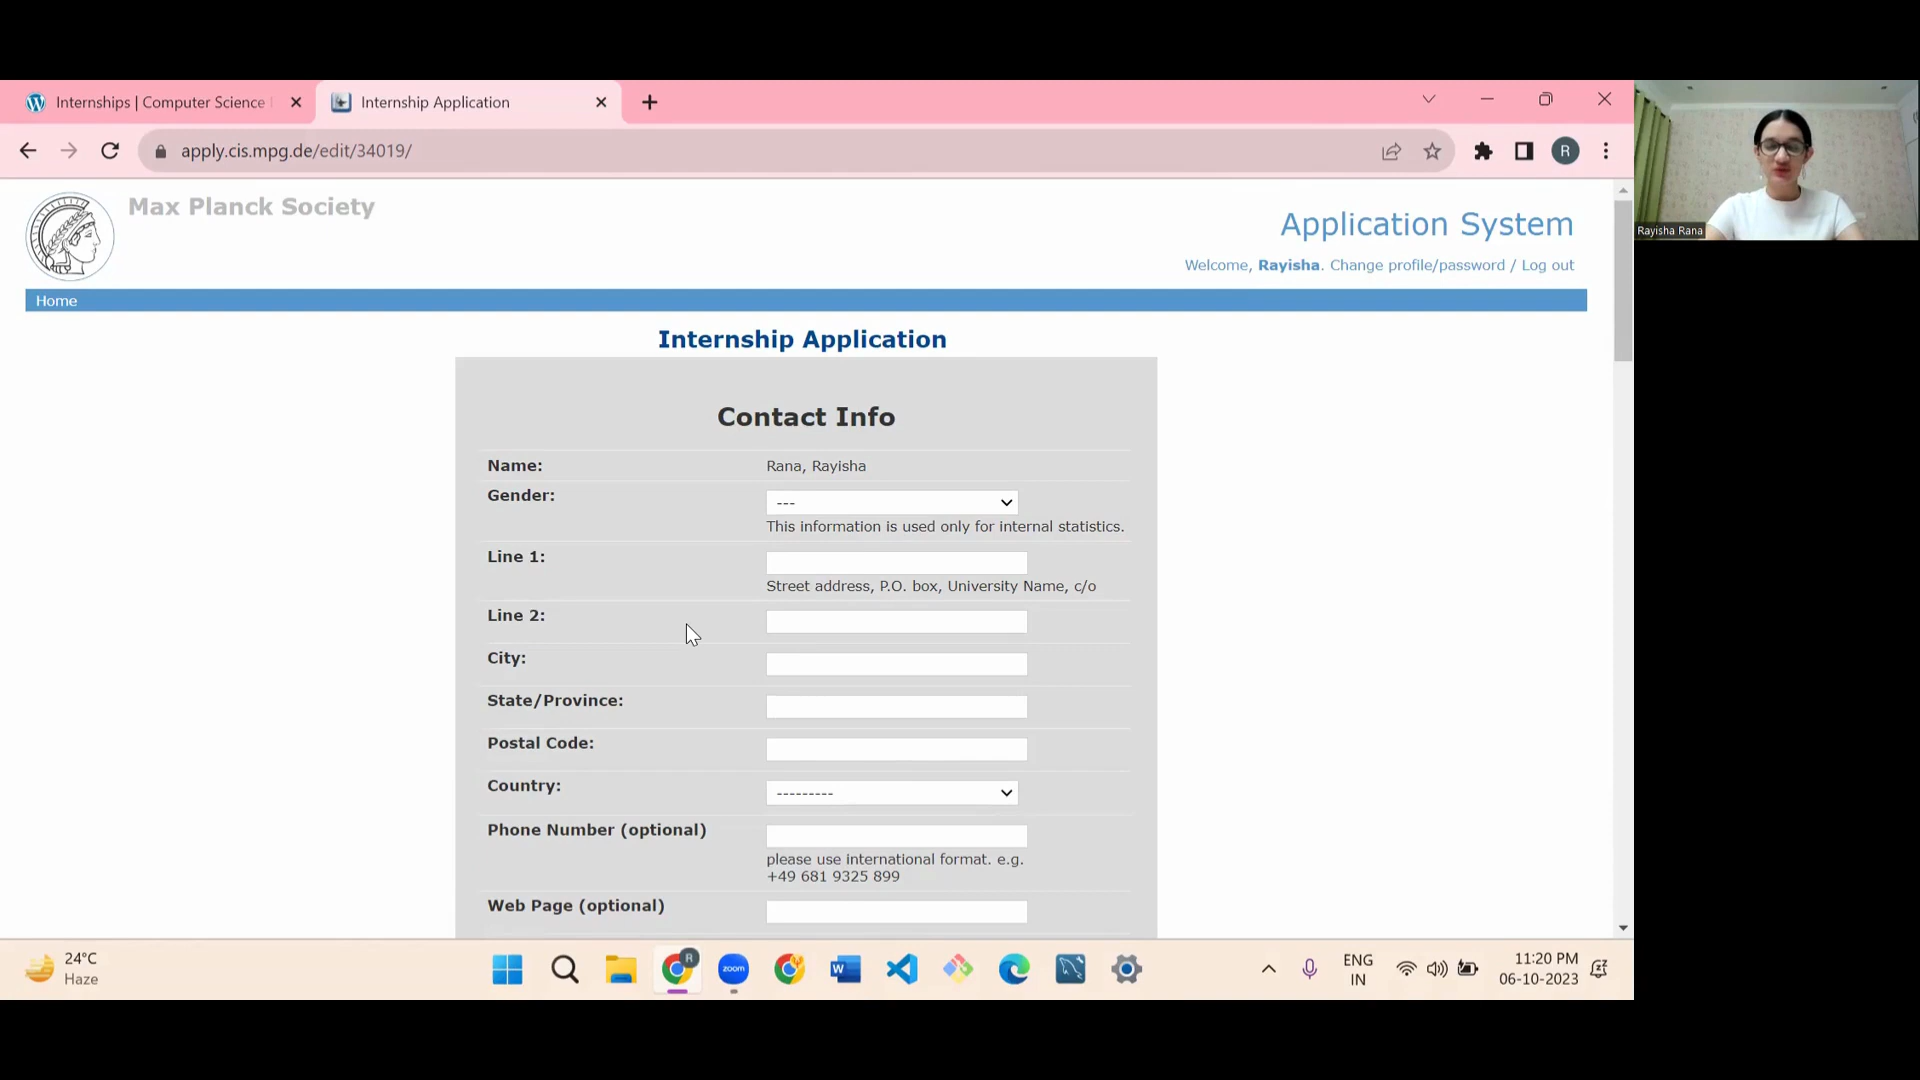 Internships | Computer Science
Internship Application
apply.cis.mpg.de/edit/34019/
R
Max Planck Society
Application System
Welcome, Rayisha. Change profile/password / Log out
Rayisha Rana
Home
Internship Application
Contact Info
Name:
Rana, Rayisha
Gender:
---
This information is used only for internal statistics.
Line 1:
Street address, P.O. box, University Name, c/o
Line 2:
City:
State/Province:
Postal Code:
Country:
---------
Phone Number (optional)
please use international format. e.g.
+49 681 9325 899
Web Page (optional)
24°C
Haze
R
zoom
ENG
IN
11:20 PM
06-10-2023